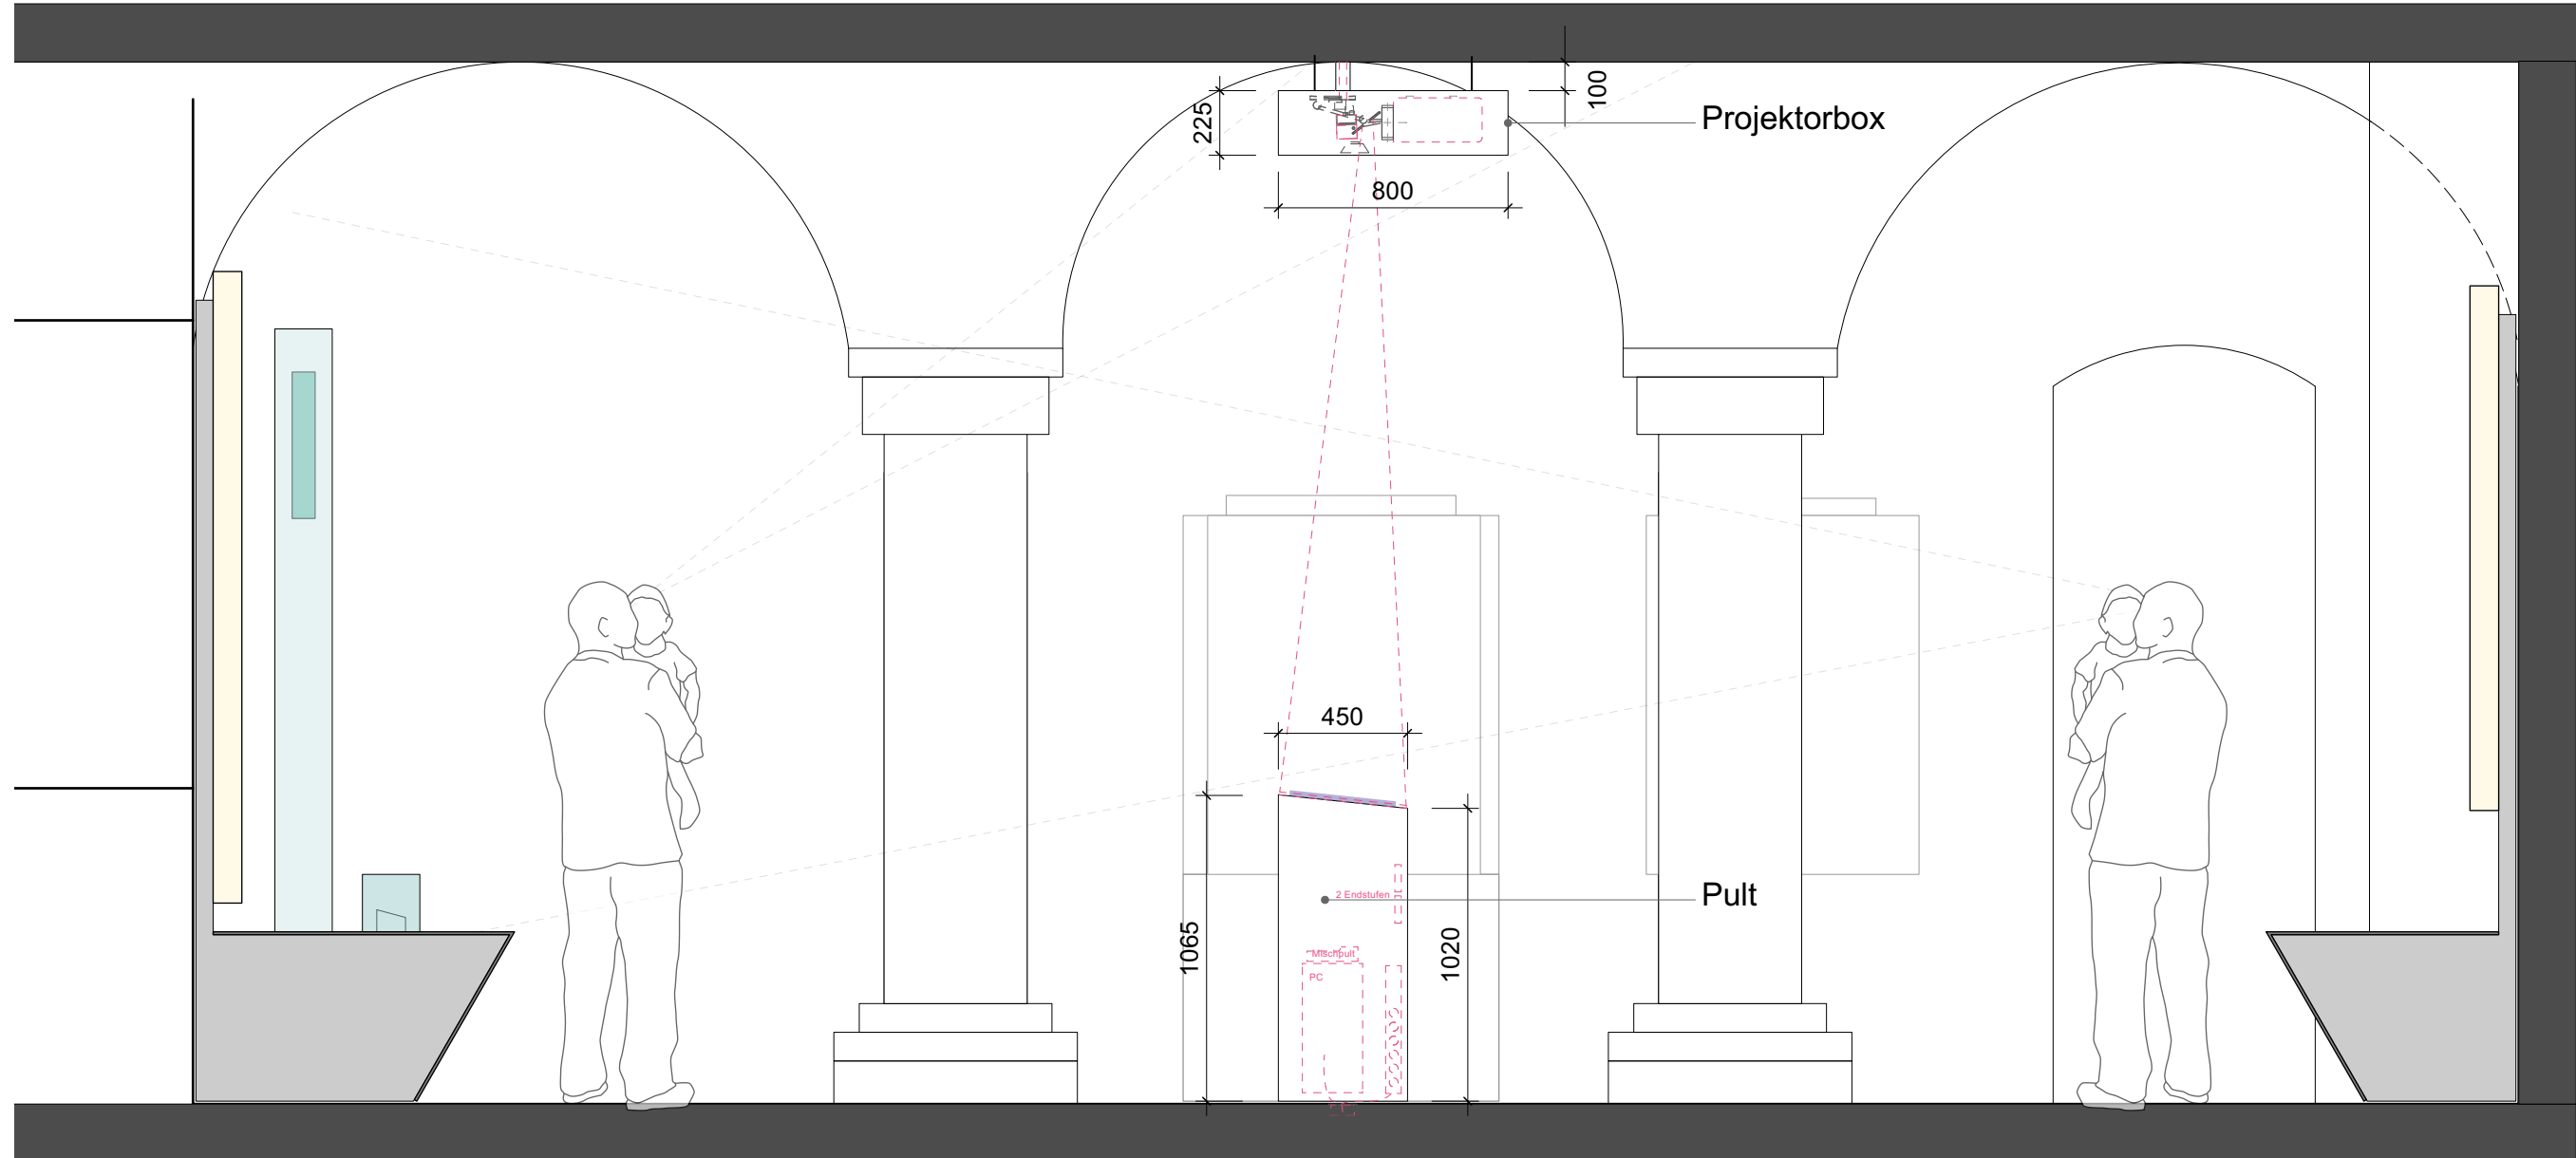 100
225
Projektorbox
800
450
2 Endstufen
Pult
1065
1020
Mischpult
PC